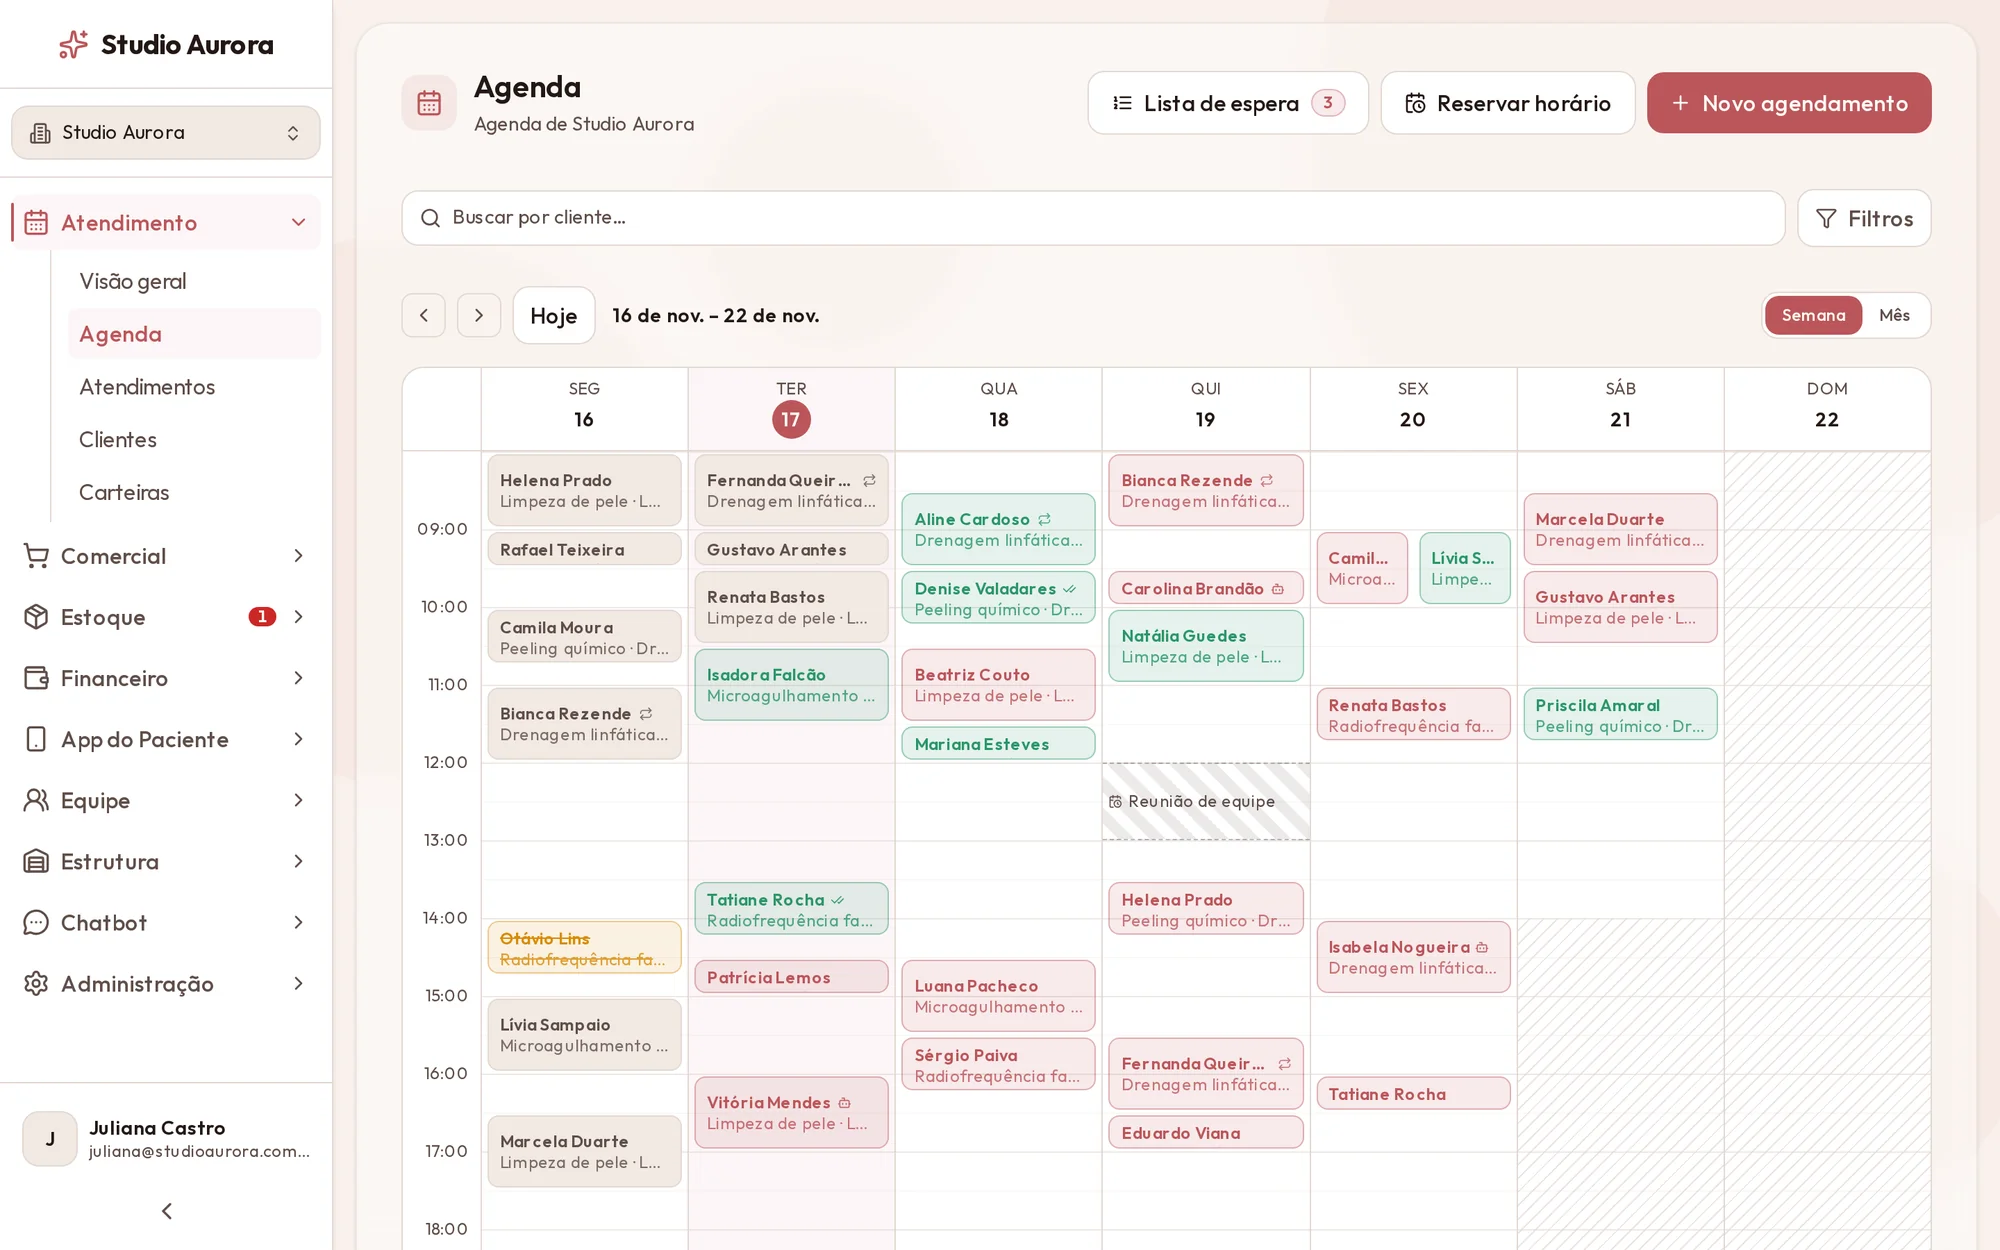 Studio Aurora
Studio Aurora
Atendimento
Visão geral
Agenda
Atendimentos
Clientes
Carteiras
Comercial
Estoque 1
Financeiro
App do Paciente
Equipe
Estrutura
Chatbot
Administração
J
Juliana Castro
juliana@studioaurora.com...
Agenda
Agenda de Studio Aurora
Lista de espera 3
Reservar horário
Novo agendamento
Buscar por cliente...
Filtros
Hoje
16 de nov. – 22 de nov.
Semana
Mês
SEG
16
TER
17
QUA
18
QUI
19
SEX
20
SÁB
21
DOM
22
09:00
10:00
11:00
12:00
13:00
14:00
15:00
16:00
17:00
18:00
Helena Prado
Limpeza de pele · L...
Rafael Teixeira
Camila Moura
Peeling químico · Dr...
Bianca Rezende
Drenagem linfática...
Otávio Lins
Radiofrequência fa...
Lívia Sampaio
Microagulhamento ...
Marcela Duarte
Limpeza de pele · L...
Fernanda Queir...
Drenagem linfática...
Gustavo Arantes
Renata Bastos
Limpeza de pele · L...
Isadora Falcão
Microagulhamento ...
Tatiane Rocha
Radiofrequência fa...
Patrícia Lemos
Vitória Mendes
Limpeza de pele · L...
Aline Cardoso
Drenagem linfática...
Denise Valadares
Peeling químico · Dr...
Beatriz Couto
Limpeza de pele · L...
Mariana Esteves
Luana Pacheco
Microagulhamento ...
Sérgio Paiva
Radiofrequência fa...
Bianca Rezende
Drenagem linfática...
Carolina Brandão
Natália Guedes
Limpeza de pele · L...
Reunião de equipe
Helena Prado
Peeling químico · Dr...
Fernanda Queir...
Drenagem linfática...
Eduardo Viana
Camil...
Microa...
Lívia S...
Limpe...
Renata Bastos
Radiofrequência fa...
Isabela Nogueira
Drenagem linfática...
Tatiane Rocha
Marcela Duarte
Drenagem linfática...
Gustavo Arantes
Limpeza de pele · L...
Priscila Amaral
Peeling químico · Dr...